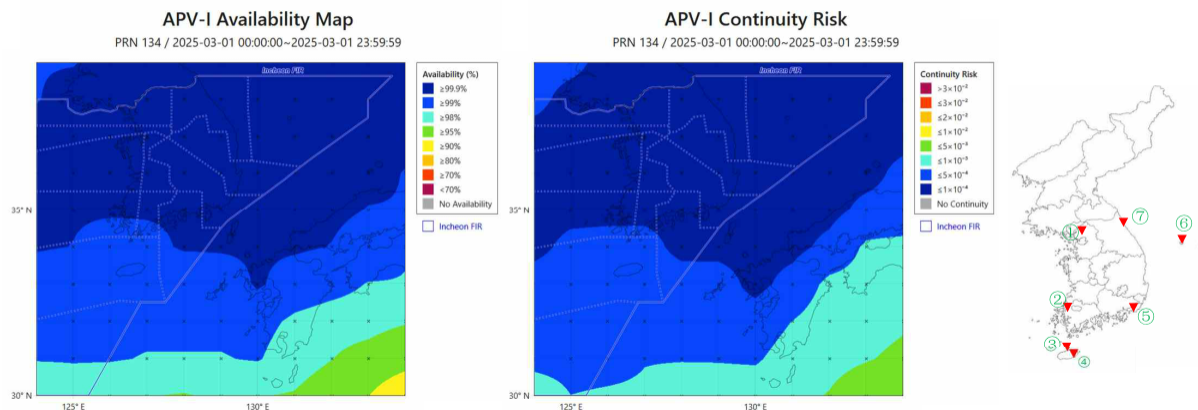 APV-I Availability Map
PRN 134 / 2025-03-01 00:00:00~2025-03-01 23:59:59
Incheon FIR
35° N
30° N
125° E
130° E
Availability (%)
≥99.9%
≥99%
≥98%
≥95%
≥90%
≥80%
≥70%
<70%
No Availability
Incheon FIR
APV-I Continuity Risk
PRN 134 / 2025-03-01 00:00:00~2025-03-01 23:59:59
Incheon FIR
35° N
30° N
125° E
130° E
Continuity Risk
>3×10⁻²
≤3×10⁻²
≤2×10⁻²
≤1×10⁻²
≤5×10⁻³
≤1×10⁻³
≤5×10⁻⁴
≤1×10⁻⁴
No Continuity
Incheon FIR
⑦
⑥
①
②
⑤
③
④